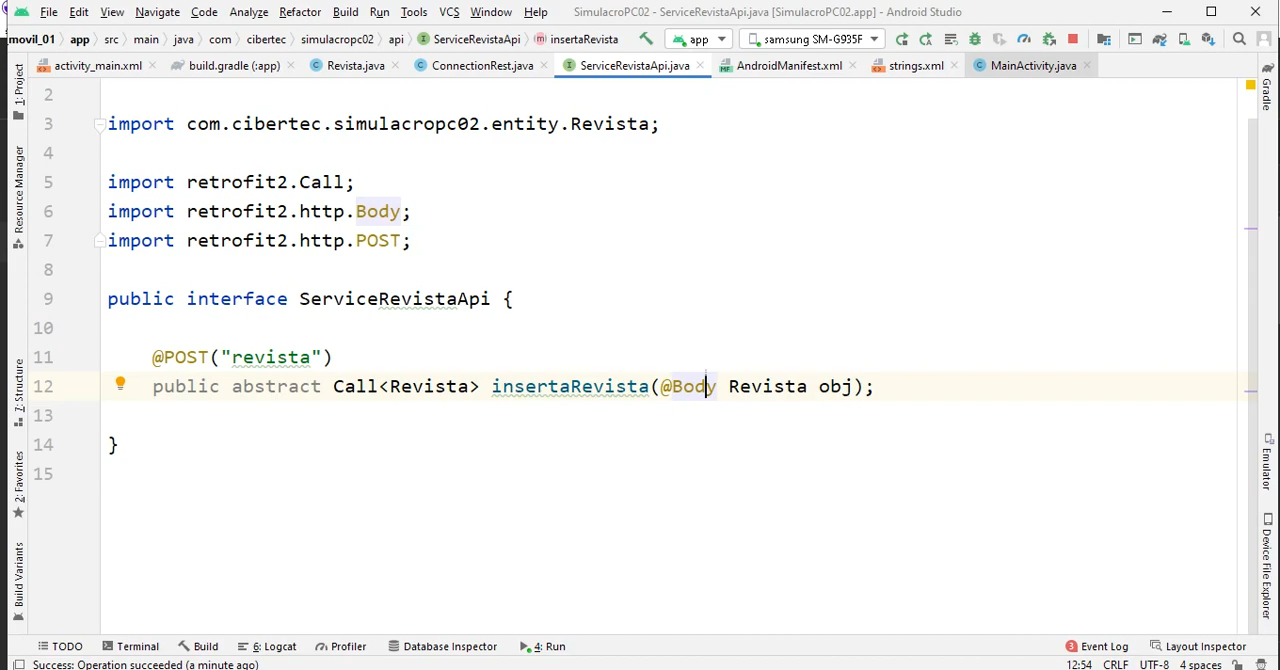 File Edit View Navigate Code Analyze Refactor Build Run Tools VCS Window Help SimulacroPC02 - ServiceRevistaApi.java [SimulacroPC02.app] - Android Studio
movil_01 app src main java com cibertec simulacropc02 api ServiceRevistaApi insertaRevista app samsung SM-G935F
activity_main.xml build.gradle (:app) Revista.java ConnectionRest.java ServiceRevistaApi.java AndroidManifest.xml strings.xml MainActivity.java
1: Project
Resource Manager
Z: Structure
2: Favorites
Build Variants
2
3 import com.cibertec.simulacropc02.entity.Revista;
4
5 import retrofit2.Call;
6 import retrofit2.http.Body;
7 import retrofit2.http.POST;
8
9 public interface ServiceRevistaApi {
10
11 @POST("revista")
12 public abstract Call<Revista> insertaRevista(@Body Revista obj);
13
14 }
15
Gradle
Emulator
Device File Explorer
TODO Terminal Build 6: Logcat Profiler Database Inspector 4: Run 3 Event Log Layout Inspector
Success: Operation succeeded (a minute ago) 12:54 CRLF UTF-8 4 spaces